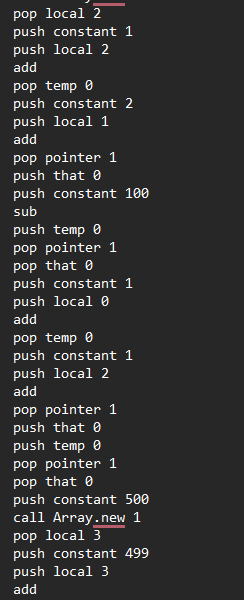 pop local 2
push constant 1
push local 2
add
pop temp 0
push constant 2
push local 1
add
pop pointer 1
push that 0
push constant 100
sub
push temp 0
pop pointer 1
pop that 0
push constant 1
push local 0
add
pop temp 0
push constant 1
push local 2
add
pop pointer 1
push that 0
push temp 0
pop pointer 1
pop that 0
push constant 500
call Array.new 1
pop local 3
push constant 499
push local 3
add